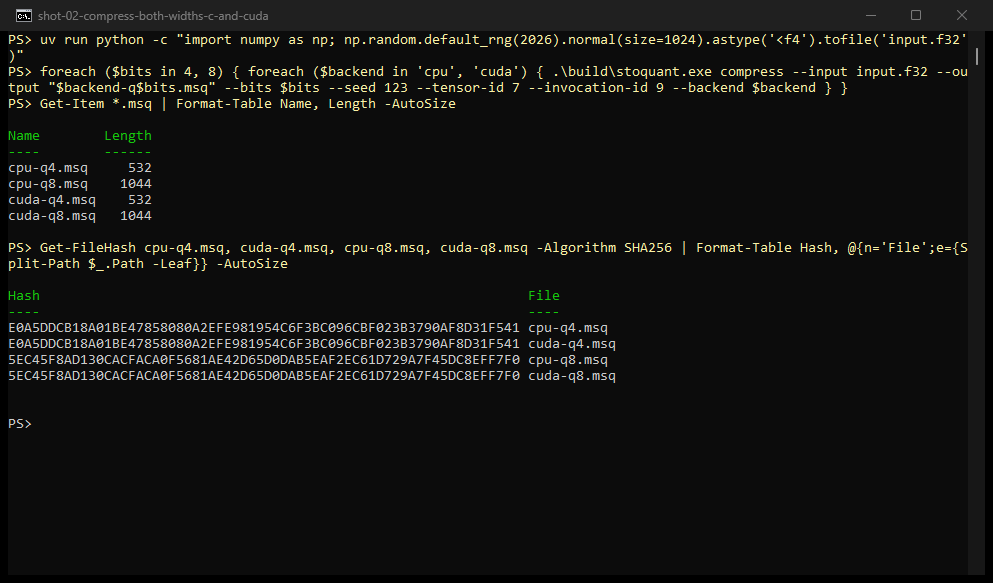 shot-02-compress-both-widths-c-and-cuda
PS> uv run python -c "import numpy as np; np.random.default_rng(2026).normal(size=1024).astype('<f4').tofile('input.f32'
)"
PS> foreach ($bits in 4, 8) { foreach ($backend in 'cpu', 'cuda') { .\build\stoquant.exe compress --input input.f32 --ou
tput "$backend-q$bits.msq" --bits $bits --seed 123 --tensor-id 7 --invocation-id 9 --backend $backend } }
PS> Get-Item *.msq | Format-Table Name, Length -AutoSize
Name Length
---- ------
cpu-q4.msq 532
cpu-q8.msq 1044
cuda-q4.msq 532
cuda-q8.msq 1044
PS> Get-FileHash cpu-q4.msq, cuda-q4.msq, cpu-q8.msq, cuda-q8.msq -Algorithm SHA256 | Format-Table Hash, @{n='File';e={S
plit-Path $_.Path -Leaf}} -AutoSize
Hash File
---- ----
E0A5DDCB18A01BE47858080A2EFE981954C6F3BC096CBF023B3790AF8D31F541 cpu-q4.msq
E0A5DDCB18A01BE47858080A2EFE981954C6F3BC096CBF023B3790AF8D31F541 cuda-q4.msq
5EC45F8AD130CACFACA0F5681AE42D65D0DAB5EAF2EC61D729A7F45DC8EFF7F0 cpu-q8.msq
5EC45F8AD130CACFACA0F5681AE42D65D0DAB5EAF2EC61D729A7F45DC8EFF7F0 cuda-q8.msq
PS>